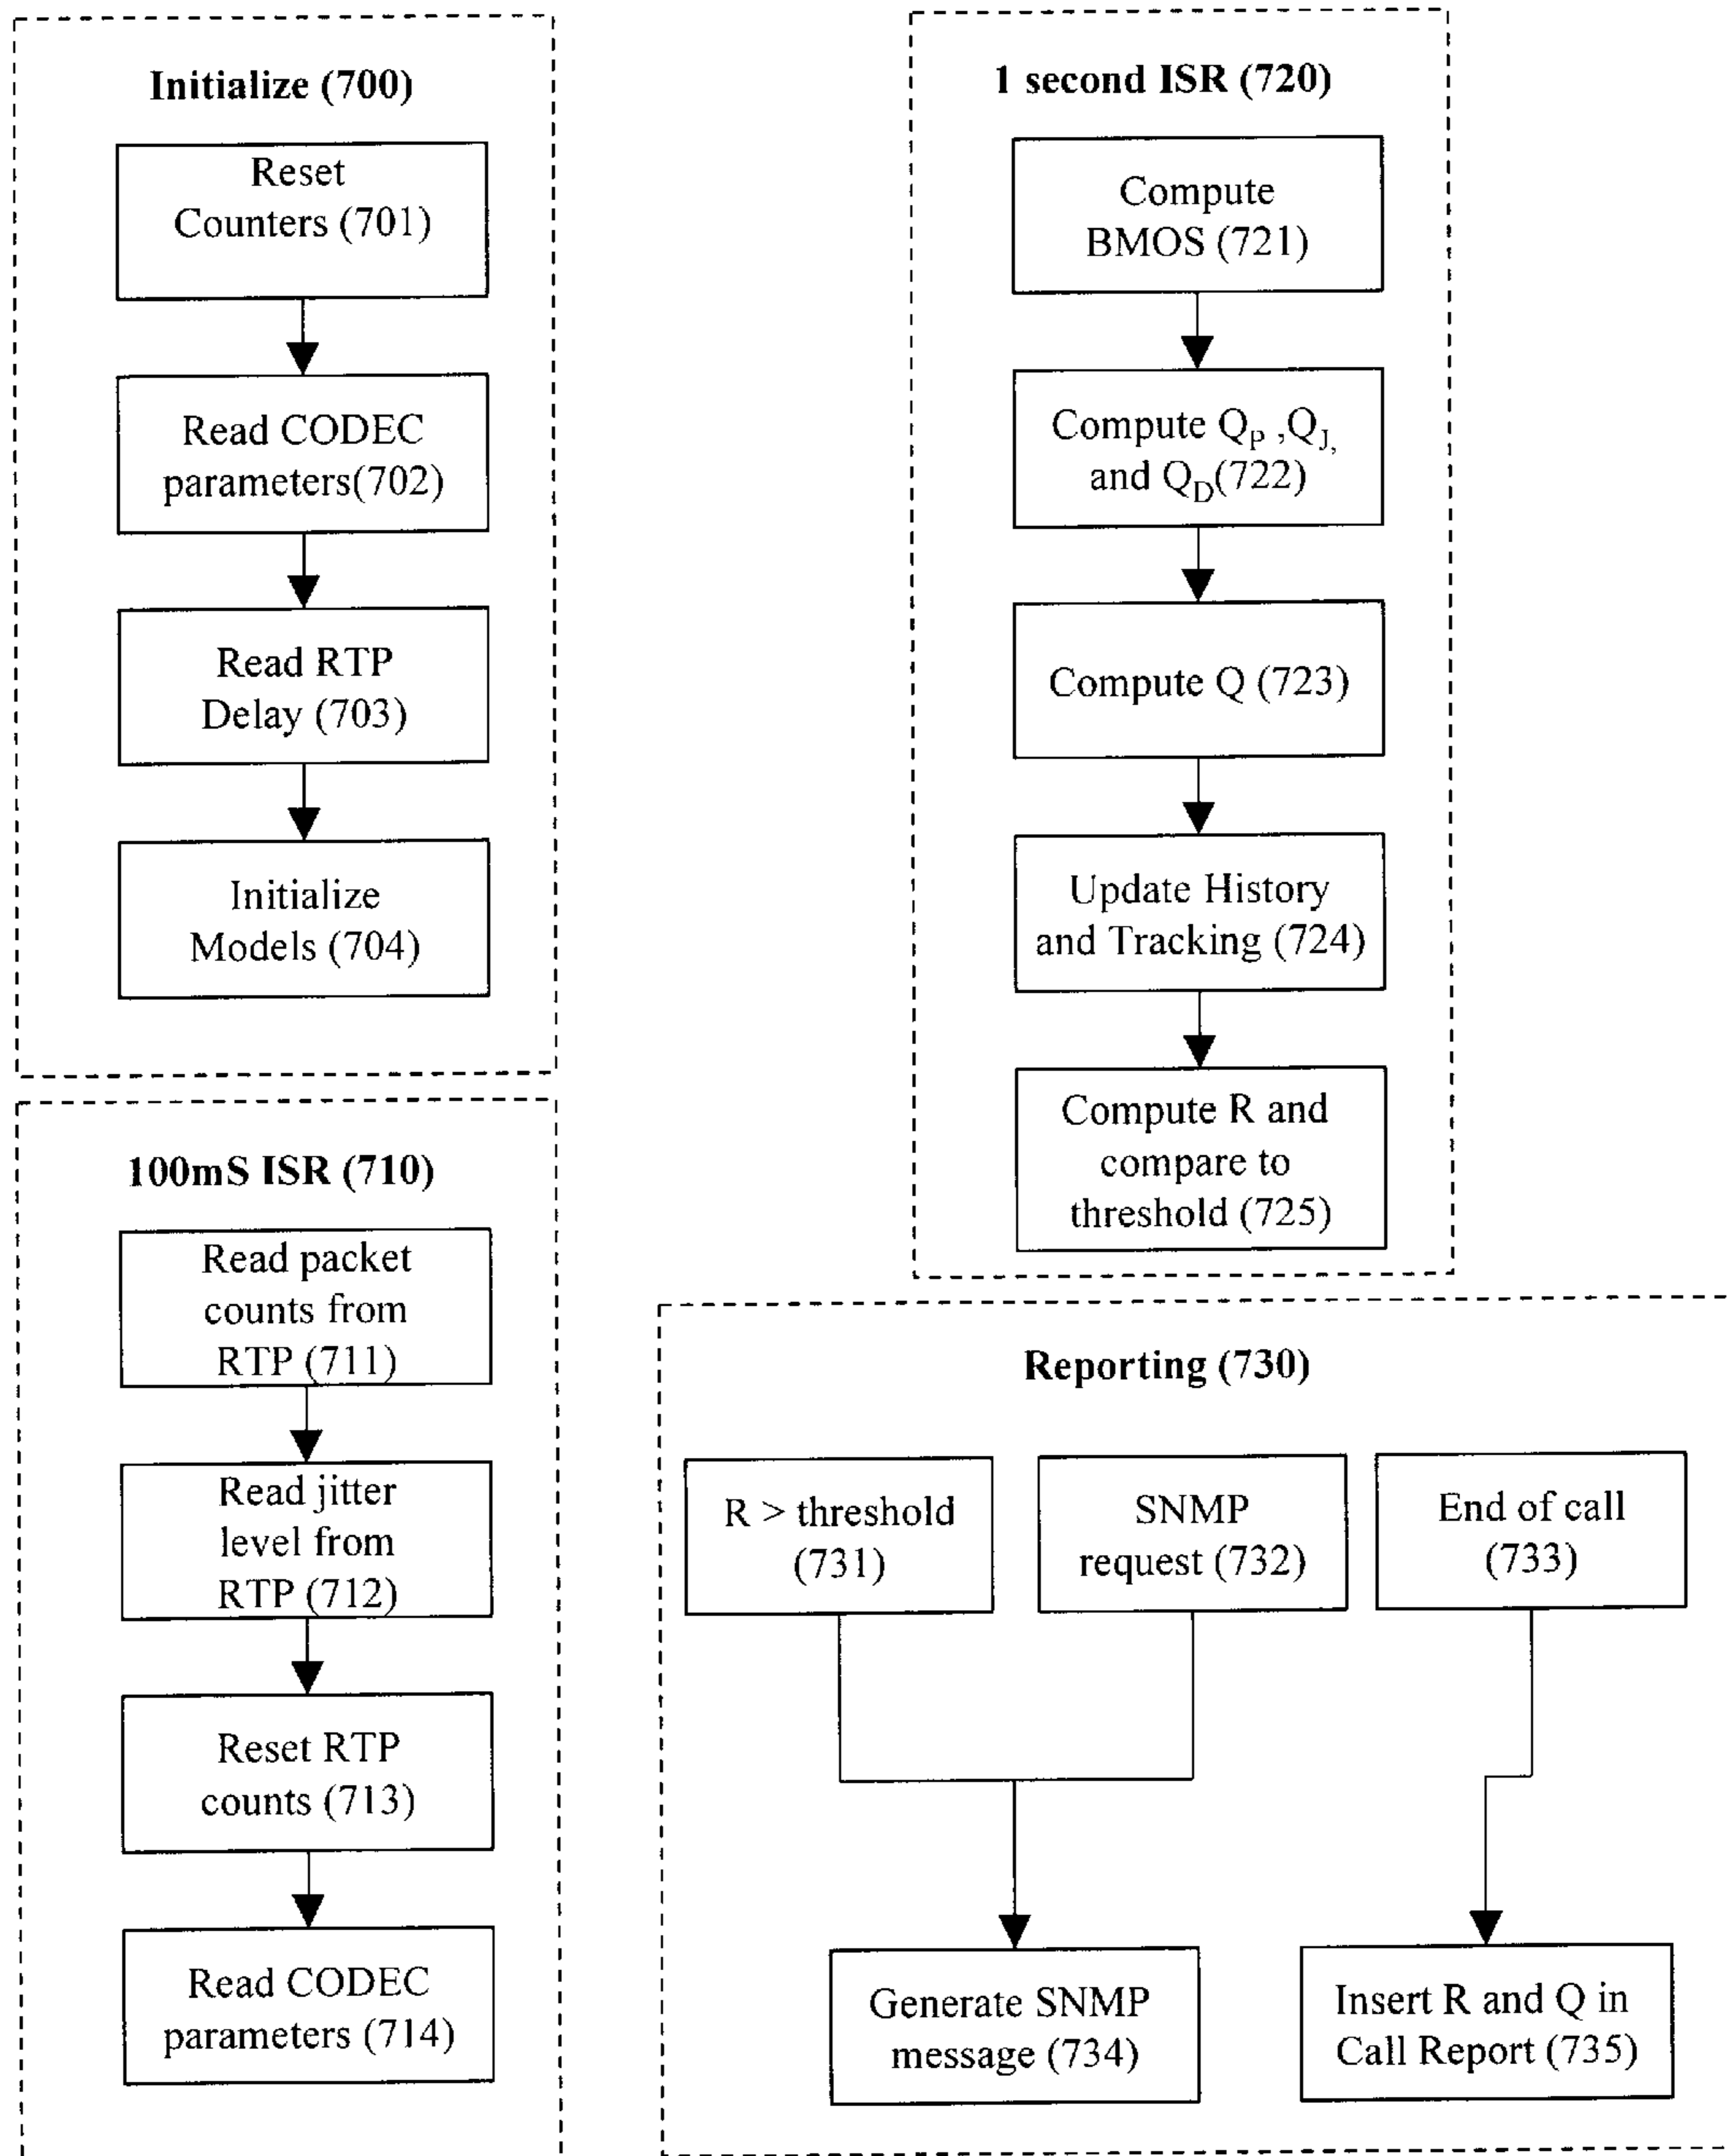 Initialize (700)
Reset
Counters (701)
Read CODEC
parameters(702)
Read RTP
Delay (703)
Initialize
Models (704)
100mS ISR (710)
Read packet
counts from
RTP (711)
Read jitter
level from
RTP (712)
Reset RTP
counts (713)
Read CODEC
parameters (714)
1 second ISR (720)
Compute
BMOS (721)
Compute Q_P ,Q_J,
and Q_D(722)
Compute Q (723)
Update History
and Tracking (724)
Compute R and
compare to
threshold (725)
Reporting (730)
R > threshold
(731)
SNMP
request (732)
End of call
(733)
Generate SNMP
message (734)
Insert R and Q in
Call Report (735)